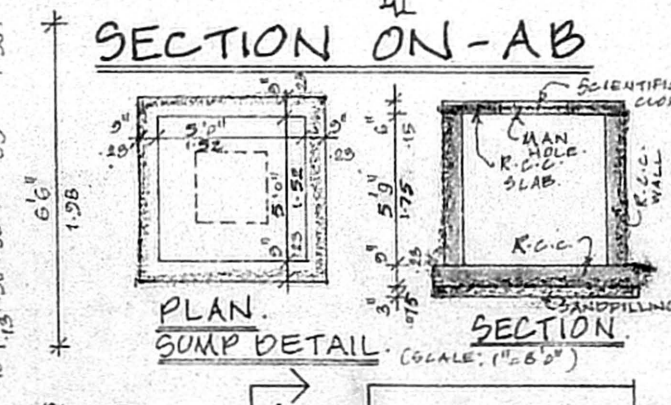 SECTION ON-AB
SCIENTIFIC
9" .23
9" .23
5'0" 1.52
9" .23
5'0" 1.52
9" .23
6'6" 1.98
6" .15
5'9" 1.75
9" .23
3" .075
MAN HOLE.
R.C.C. SLAB.
R.C.C. WALL
R.C.C.
SANDFILLING
PLAN.
SUMP DETAIL.
SECTION.
(SCALE: 1"=8'0")